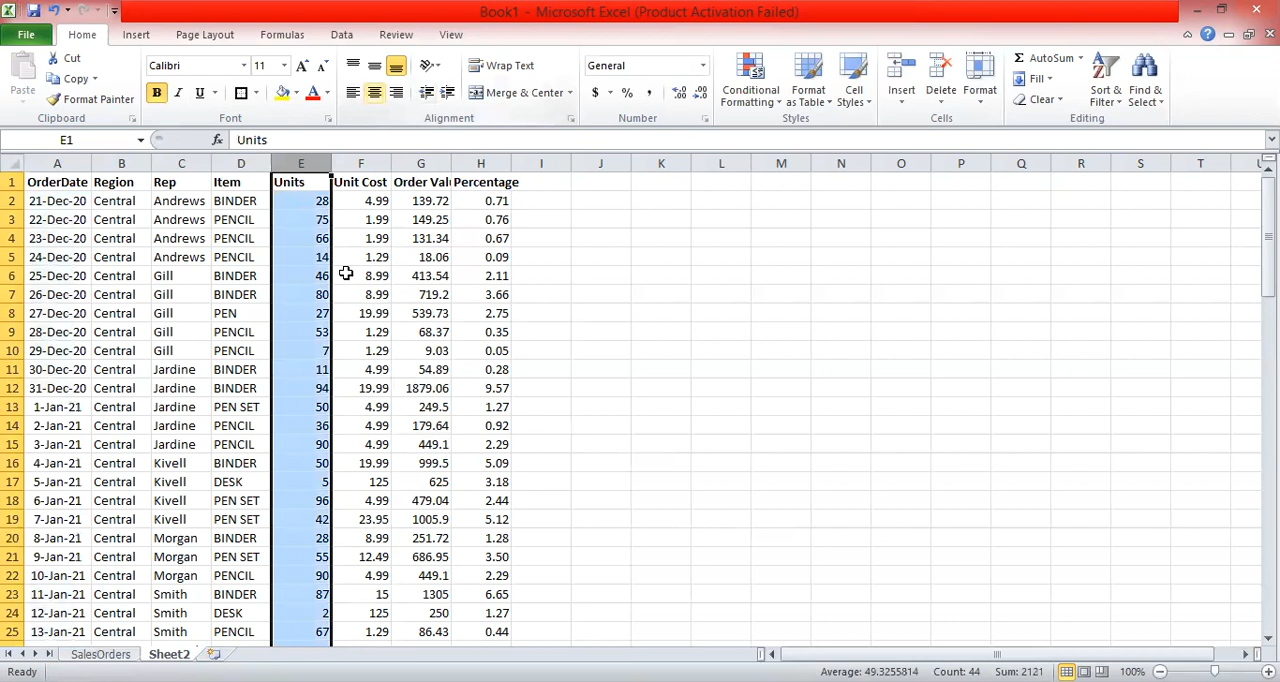 Book1 - Microsoft Excel (Product Activation Failed)
File Home Insert Page Layout Formulas Data Review View
Paste Cut Calibri 11 A A Wrap Text General Conditional Formatting Format as Table Cell Styles Insert Delete Format Σ AutoSum Sort & Filter Find & Select
Copy B I U A Merge & Center $ % , Fill
Format Painter Clear
Clipboard Font Alignment Number Styles Cells Editing
E1 fx Units
A B C D E F G H I J K L M N O P Q R S T
1 OrderDate Region Rep Item Units Unit Cost Order Val Percentage
2 21-Dec-20 Central Andrews BINDER 28 4.99 139.72 0.71
3 22-Dec-20 Central Andrews PENCIL 75 1.99 149.25 0.76
4 23-Dec-20 Central Andrews PENCIL 66 1.99 131.34 0.67
5 24-Dec-20 Central Andrews PENCIL 14 1.29 18.06 0.09
6 25-Dec-20 Central Gill BINDER 46 8.99 413.54 2.11
7 26-Dec-20 Central Gill BINDER 80 8.99 719.2 3.66
8 27-Dec-20 Central Gill PEN 27 19.99 539.73 2.75
9 28-Dec-20 Central Gill PENCIL 53 1.29 68.37 0.35
10 29-Dec-20 Central Gill PENCIL 7 1.29 9.03 0.05
11 30-Dec-20 Central Jardine BINDER 11 4.99 54.89 0.28
12 31-Dec-20 Central Jardine BINDER 94 19.99 1879.06 9.57
13 1-Jan-21 Central Jardine PEN SET 50 4.99 249.5 1.27
14 2-Jan-21 Central Jardine PENCIL 36 4.99 179.64 0.92
15 3-Jan-21 Central Jardine PENCIL 90 4.99 449.1 2.29
16 4-Jan-21 Central Kivell BINDER 50 19.99 999.5 5.09
17 5-Jan-21 Central Kivell DESK 5 125 625 3.18
18 6-Jan-21 Central Kivell PEN SET 96 4.99 479.04 2.44
19 7-Jan-21 Central Kivell PEN SET 42 23.95 1005.9 5.12
20 8-Jan-21 Central Morgan BINDER 28 8.99 251.72 1.28
21 9-Jan-21 Central Morgan PEN SET 55 12.49 686.95 3.50
22 10-Jan-21 Central Morgan PENCIL 90 4.99 449.1 2.29
23 11-Jan-21 Central Smith BINDER 87 15 1305 6.65
24 12-Jan-21 Central Smith DESK 2 125 250 1.27
25 13-Jan-21 Central Smith PENCIL 67 1.29 86.43 0.44
SalesOrders Sheet2
Ready Average: 49.3255814 Count: 44 Sum: 2121 100%